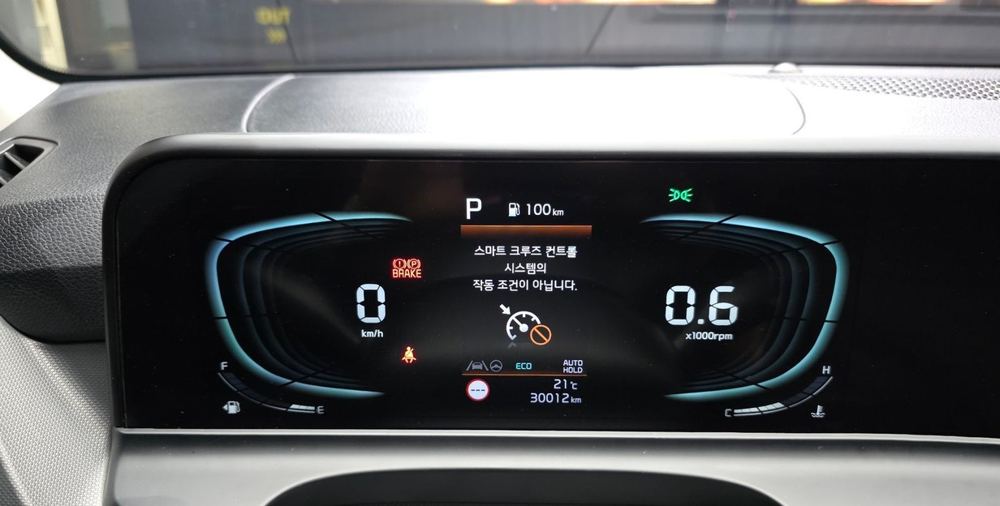 OUT
P 100km
스마트 크루즈 컨트롤
시스템의
작동 조건이 아닙니다.
BRAKE
0
km/h
0.6
x1000rpm
ECO
AUTO
HOLD
---
21℃
30012km
F
E
H
C